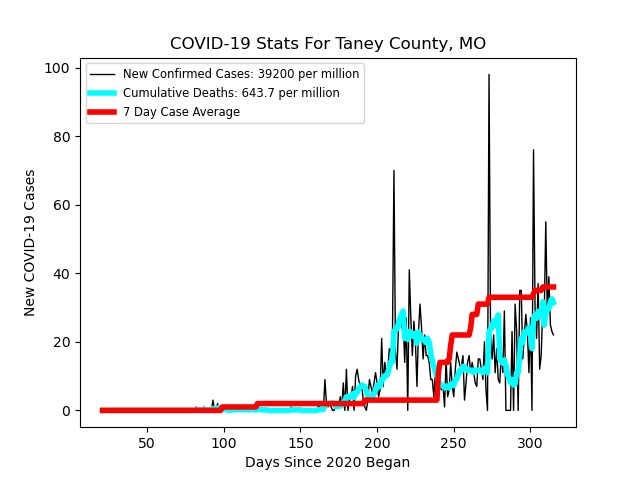 COVID-19 Stats For Taney County, MO
New Confirmed Cases: 39200 per million
Cumulative Deaths: 643.7 per million
7 Day Case Average
100
80
60
40
20
0
New COVID-19 Cases
50 100 150 200 250 300
Days Since 2020 Began